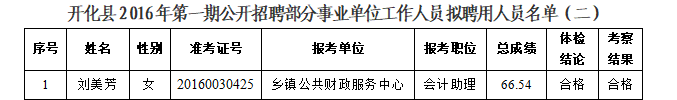 开化县2016年第一期公开招聘部分事业单位工作人员拟聘用人员名单（二）
序号 姓名 性别 准考证号 报考单位 报考职位 总成绩 体检结论 考察结果
1 刘美芳 女 20160030425 乡镇公共财政服务中心 会计助理 66.54 合格 合格